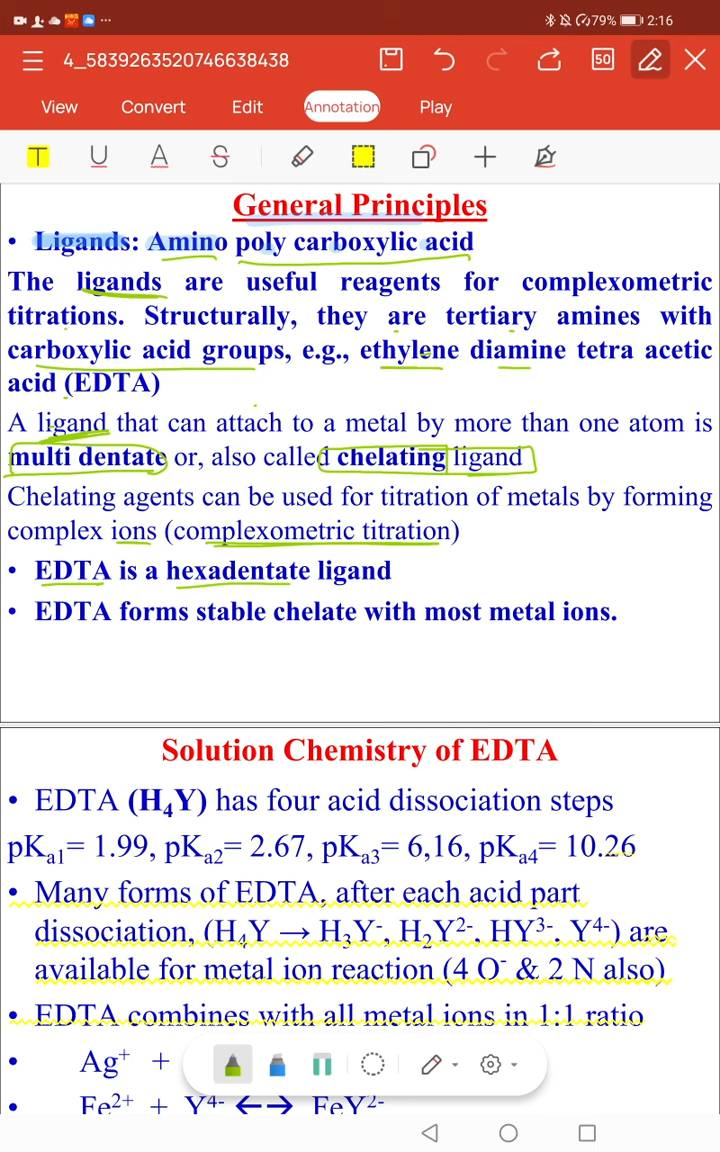 79% 2:16
4_5839263520746638438
50
View Convert Edit Annotation Play
T U A S
General Principles
• Ligands: Amino poly carboxylic acid
The ligands are useful reagents for complexometric
titrations. Structurally, they are tertiary amines with
carboxylic acid groups, e.g., ethylene diamine tetra acetic
acid (EDTA)
A ligand that can attach to a metal by more than one atom is
multi dentate or, also called chelating ligand
Chelating agents can be used for titration of metals by forming
complex ions (complexometric titration)
• EDTA is a hexadentate ligand
• EDTA forms stable chelate with most metal ions.
Solution Chemistry of EDTA
• EDTA (H₄Y) has four acid dissociation steps
pKₐ₁= 1.99, pKₐ₂= 2.67, pKₐ₃= 6,16, pKₐ₄= 10.26
• Many forms of EDTA, after each acid part
dissociation, (H₄Y → H₃Y⁻, H₂Y²⁻, HY³⁻, Y⁴⁻) are
available for metal ion reaction (4 O⁻ & 2 N also)
• EDTA combines with all metal ions in 1:1 ratio
• Ag⁺ +
• Fe²⁺ + Y⁴⁻ ←→ FeY²⁻